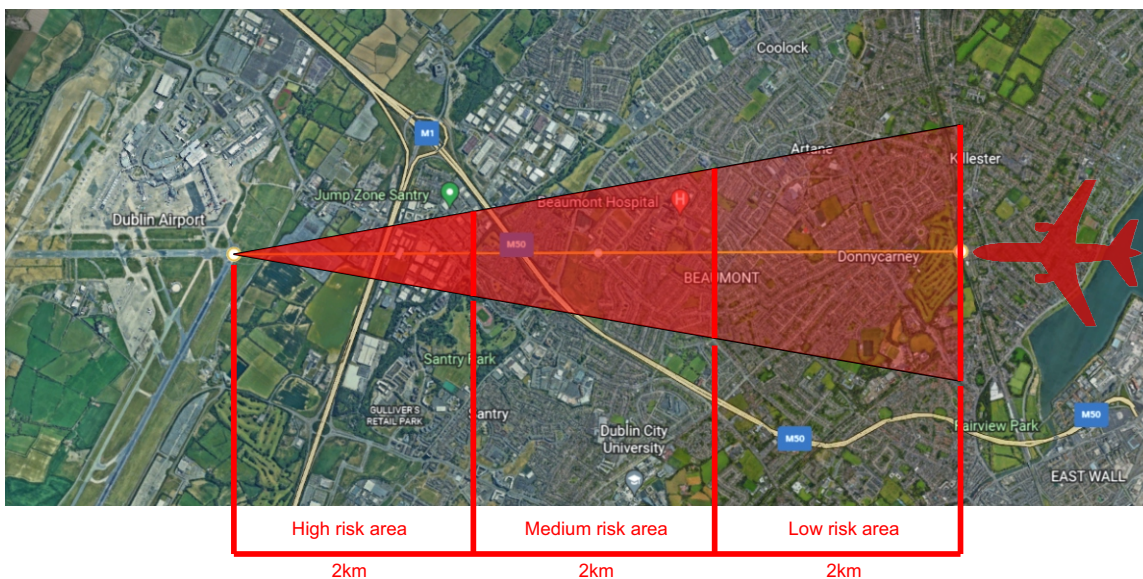 Coolock
M1
Artane
Killester
Jump Zone Santry
Beaumont Hospital
H
Dublin Airport
M50
Donnycarney
BEAUMONT
Santry Park
GULLIVER'S
RETAIL PARK
Santry
Dublin City
University
M50
Fairview Park
M50
EAST WALL
High risk area
Medium risk area
Low risk area
2km
2km
2km